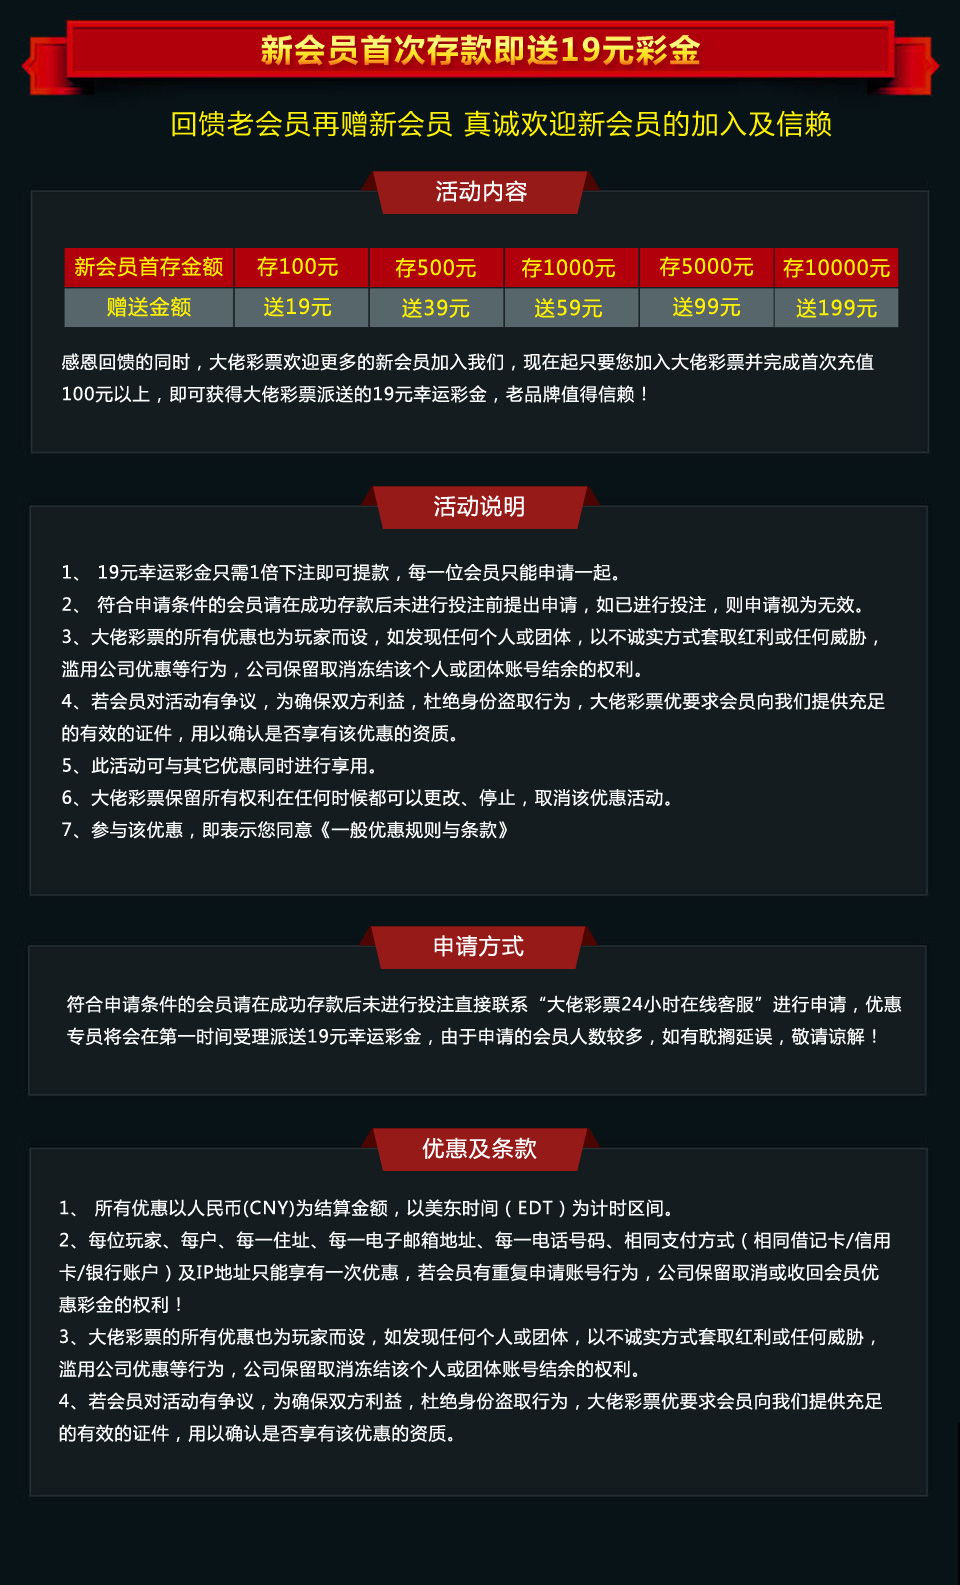 新会员首次存款即送19元彩金
回馈老会员再赠新会员 真诚欢迎新会员的加入及信赖
活动内容
新会员首存金额 存100元 存500元 存1000元 存5000元 存10000元
赠送金额 送19元 送39元 送59元 送99元 送199元
感恩回馈的同时，大佬彩票欢迎更多的新会员加入我们，现在起只要您加入大佬彩票并完成首次充值
100元以上，即可获得大佬彩票派送的19元幸运彩金，老品牌值得信赖！
活动说明
1、 19元幸运彩金只需1倍下注即可提款，每一位会员只能申请一起。
2、 符合申请条件的会员请在成功存款后未进行投注前提出申请，如已进行投注，则申请视为无效。
3、大佬彩票的所有优惠也为玩家而设，如发现任何个人或团体，以不诚实方式套取红利或任何威胁，
滥用公司优惠等行为，公司保留取消冻结该个人或团体账号结余的权利。
4、若会员对活动有争议，为确保双方利益，杜绝身份盗取行为，大佬彩票优要求会员向我们提供充足
的有效的证件，用以确认是否享有该优惠的资质。
5、此活动可与其它优惠同时进行享用。
6、大佬彩票保留所有权利在任何时候都可以更改、停止，取消该优惠活动。
7、参与该优惠，即表示您同意《一般优惠规则与条款》
申请方式
符合申请条件的会员请在成功存款后未进行投注直接联系“大佬彩票24小时在线客服”进行申请，优惠
专员将会在第一时间受理派送19元幸运彩金，由于申请的会员人数较多，如有耽搁延误，敬请谅解！
优惠及条款
1、 所有优惠以人民币(CNY)为结算金额，以美东时间（EDT）为计时区间。
2、每位玩家、每户、每一住址、每一电子邮箱地址、每一电话号码、相同支付方式（相同借记卡/信用
卡/银行账户）及IP地址只能享有一次优惠，若会员有重复申请账号行为，公司保留取消或收回会员优
惠彩金的权利！
3、大佬彩票的所有优惠也为玩家而设，如发现任何个人或团体，以不诚实方式套取红利或任何威胁，
滥用公司优惠等行为，公司保留取消冻结该个人或团体账号结余的权利。
4、若会员对活动有争议，为确保双方利益，杜绝身份盗取行为，大佬彩票优要求会员向我们提供充足
的有效的证件，用以确认是否享有该优惠的资质。